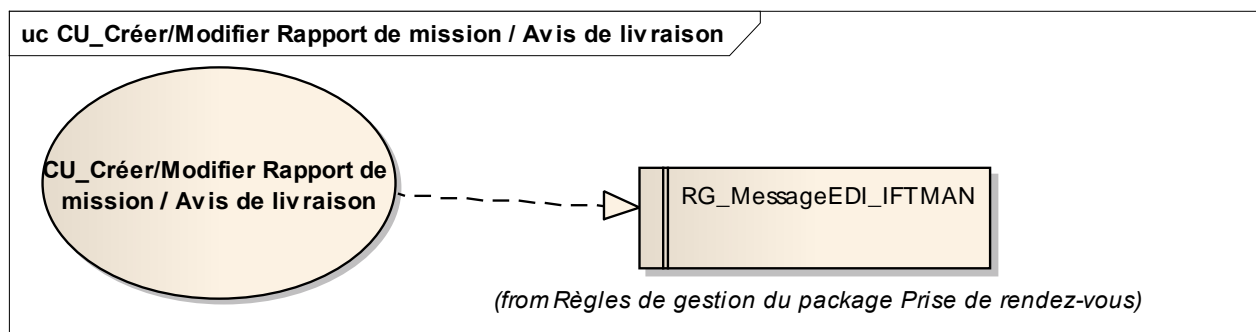 uc CU_Créer/Modifier Rapport de mission / Avis de livraison
CU_Créer/Modifier Rapport de
mission / Avis de livraison
RG_MessageEDI_IFTMAN
(from Règles de gestion du package Prise de rendez-vous)